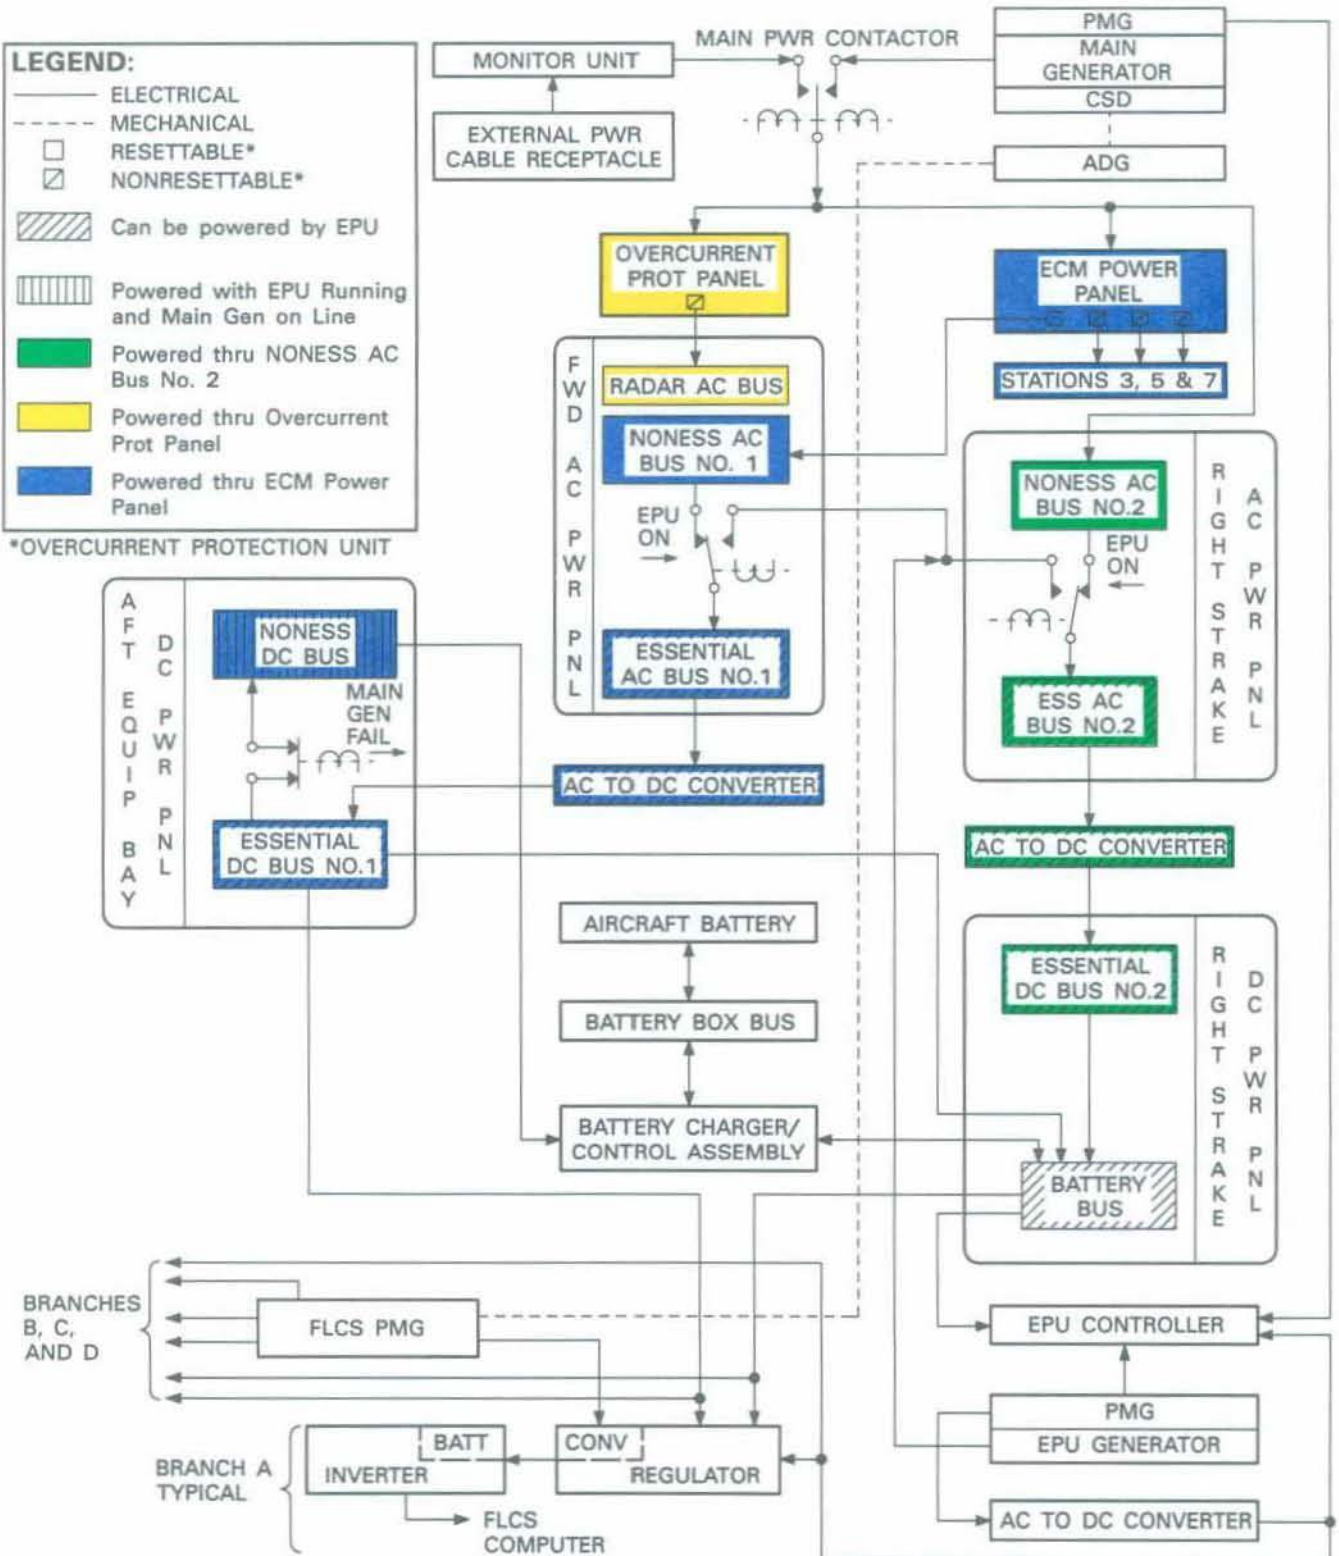 LEGEND:
ELECTRICAL
MECHANICAL
RESETTABLE*
NONRESETTABLE*
Can be powered by EPU
Powered with EPU Running
and Main Gen on Line
Powered thru NONESS AC
Bus No. 2
Powered thru Overcurrent
Prot Panel
Powered thru ECM Power
Panel
*OVERCURRENT PROTECTION UNIT
MONITOR UNIT
EXTERNAL PWR
CABLE RECEPTACLE
MAIN PWR CONTACTOR
PMG
MAIN
GENERATOR
CSD
ADG
OVERCURRENT
PROT PANEL
ECM POWER
PANEL
STATIONS 3, 5 & 7
FWD AC PWR PNL
RADAR AC BUS
NONESS AC
BUS NO. 1
EPU
ON
ESSENTIAL
AC BUS NO.1
AC TO DC CONVERTER
RIGHT STRAKE
AC PWR PNL
NONESS AC
BUS NO.2
EPU
ON
ESS AC
BUS NO.2
AC TO DC CONVERTER
AFT EQUIP BAY
DC PWR PNL
NONESS
DC BUS
MAIN
GEN
FAIL
ESSENTIAL
DC BUS NO.1
AIRCRAFT BATTERY
BATTERY BOX BUS
BATTERY CHARGER/
CONTROL ASSEMBLY
RIGHT STRAKE
DC PWR PNL
ESSENTIAL
DC BUS NO.2
BATTERY
BUS
BRANCHES
B, C,
AND D
FLCS PMG
EPU CONTROLLER
PMG
EPU GENERATOR
AC TO DC CONVERTER
BRANCH A
TYPICAL
BATT
INVERTER
CONV
REGULATOR
FLCS
COMPUTER